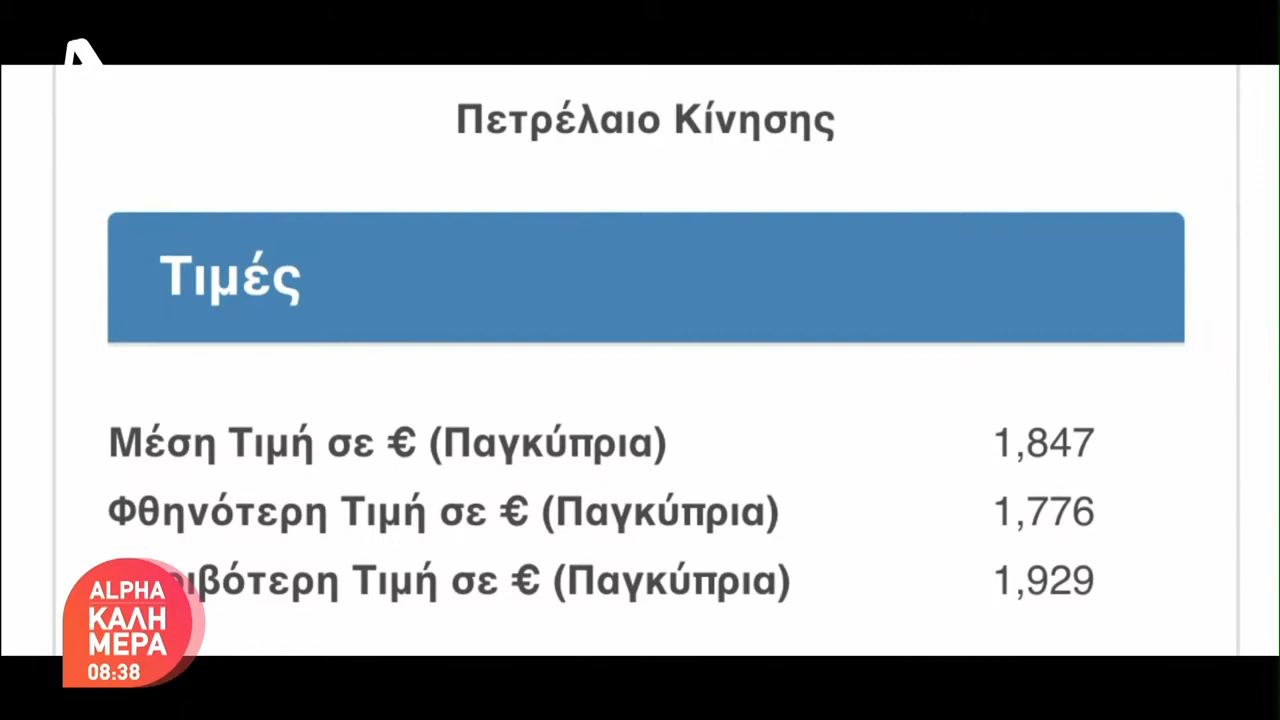 Πετρέλαιο Κίνησης
Τιμές
Μέση Τιμή σε € (Παγκύπρια) 1,847
Φθηνότερη Τιμή σε € (Παγκύπρια) 1,776
Τιμή σε € (Παγκύπρια) 1,929
ALPHA
ΚΑΛΗ
ΜΕΡΑ
08:38